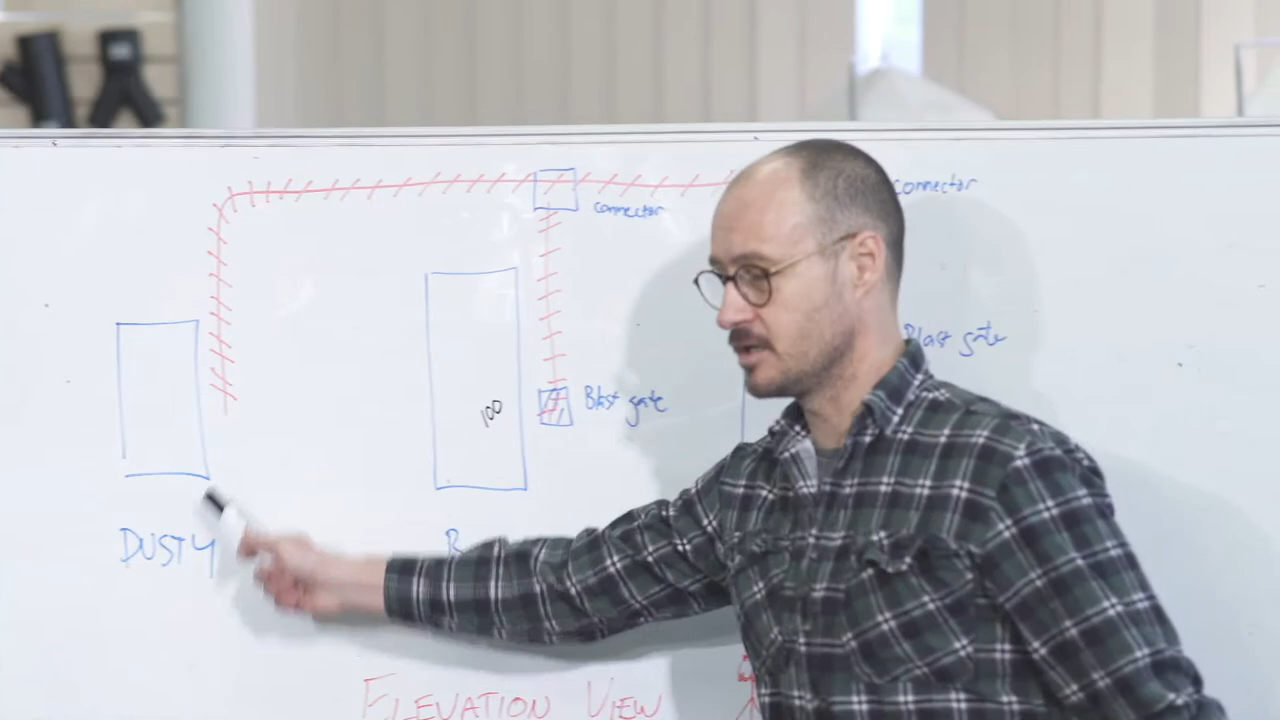 connector
connector
Blast gate
Blast gate
100
DUSTY
ELEVATION VIEW